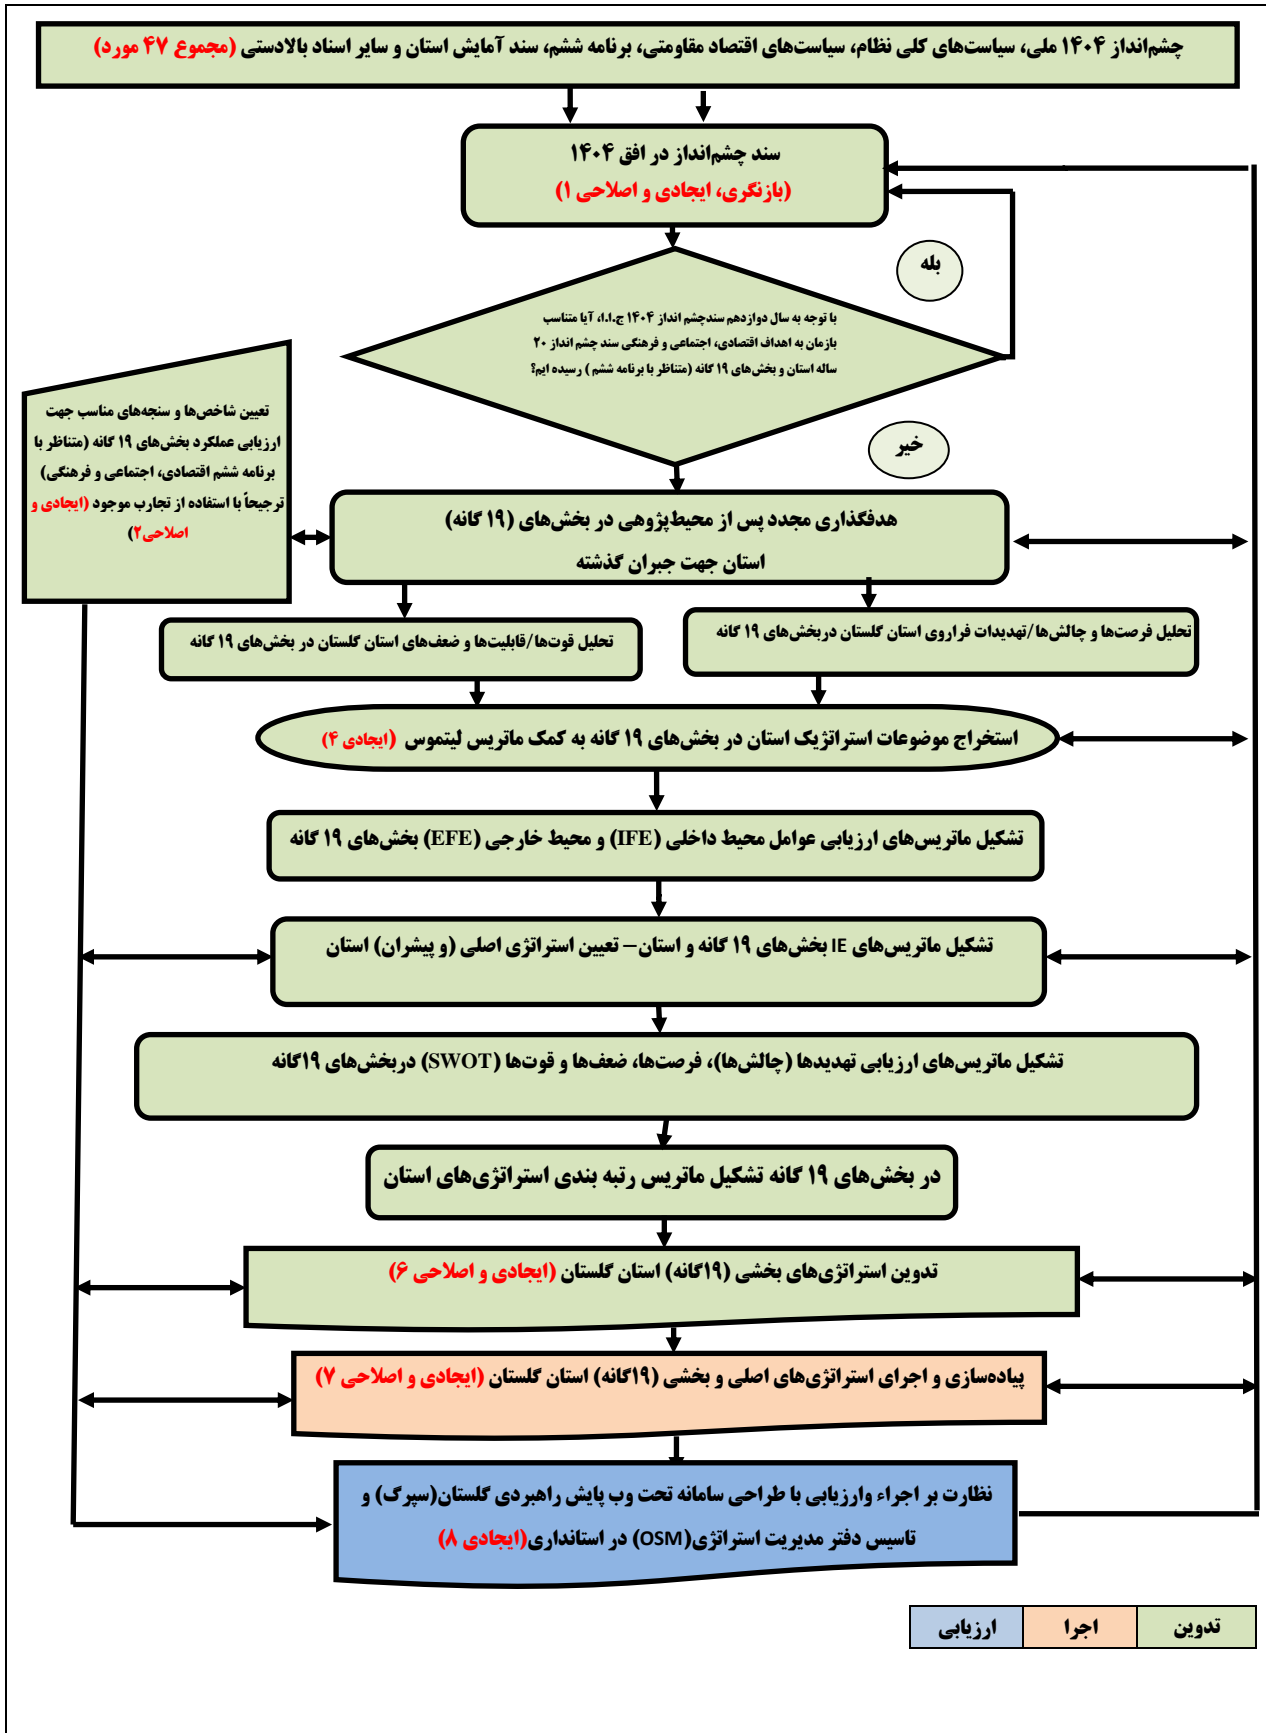 چشم‌انداز ۱۴۰۴ ملی، سیاست‌های کلی نظام، سیاست‌های اقتصاد مقاومتی، برنامه ششم، سند آمایش استان و سایر اسناد بالادستی (مجموع ۴۷ مورد)
سند چشم‌انداز در افق ۱۴۰۴
(بازنگری، ایجادی و اصلاحی ۱)
بله
با توجه به سال دوازدهم سندچشم انداز ۱۴۰۴ ج.ا.ا، آیا متناسب
بازمان به اهداف اقتصادی، اجتماعی و فرهنگی سند چشم انداز ۲۰
ساله استان و بخش‌های ۱۹ گانه (متناظر با برنامه ششم ) رسیده ایم؟
خیر
تعیین شاخص‌ها و سنجه‌های مناسب جهت
ارزیابی عملکرد بخش‌های ۱۹ گانه (متناظر با
برنامه ششم اقتصادی، اجتماعی و فرهنگی)
ترجیحاً با استفاده از تجارب موجود (ایجادی و
اصلاحی۲)
هدفگذاری مجدد پس از محیط‌پژوهی در بخش‌های (۱۹ گانه)
استان جهت جبران گذشته
تحلیل فرصت‌ها و چالش‌ها/تهدیدات فراروی استان گلستان دربخش‌های ۱۹ گانه
تحلیل قوت‌ها/قابلیت‌ها و ضعف‌های استان گلستان در بخش‌های ۱۹ گانه
استخراج موضوعات استراتژیک استان در بخش‌های ۱۹ گانه به کمک ماتریس لیتموس (ایجادی ۴)
تشکیل ماتریس‌های ارزیابی عوامل محیط داخلی (IFE) و محیط خارجی (EFE) بخش‌های ۱۹ گانه
تشکیل ماتریس‌های IE بخش‌های ۱۹ گانه و استان– تعیین استراتژی اصلی (و پیشران) استان
تشکیل ماتریس‌های ارزیابی تهدیدها (چالش‌ها)، فرصت‌ها، ضعف‌ها و قوت‌ها (SWOT) دربخش‌های ۱۹گانه
در بخش‌های ۱۹ گانه تشکیل ماتریس رتبه بندی استراتژی‌های استان
تدوین استراتژی‌های بخشی (۱۹گانه) استان گلستان (ایجادی و اصلاحی ۶)
پیاده‌سازی و اجرای استراتژی‌های اصلی و بخشی (۱۹گانه) استان گلستان (ایجادی و اصلاحی ۷)
نظارت بر اجراء وارزیابی با طراحی سامانه تحت وب پایش راهبردی گلستان(سپرگ) و
تاسیس دفتر مدیریت استراتژی(OSM) در استانداری(ایجادی ۸)
تدوین
اجرا
ارزیابی